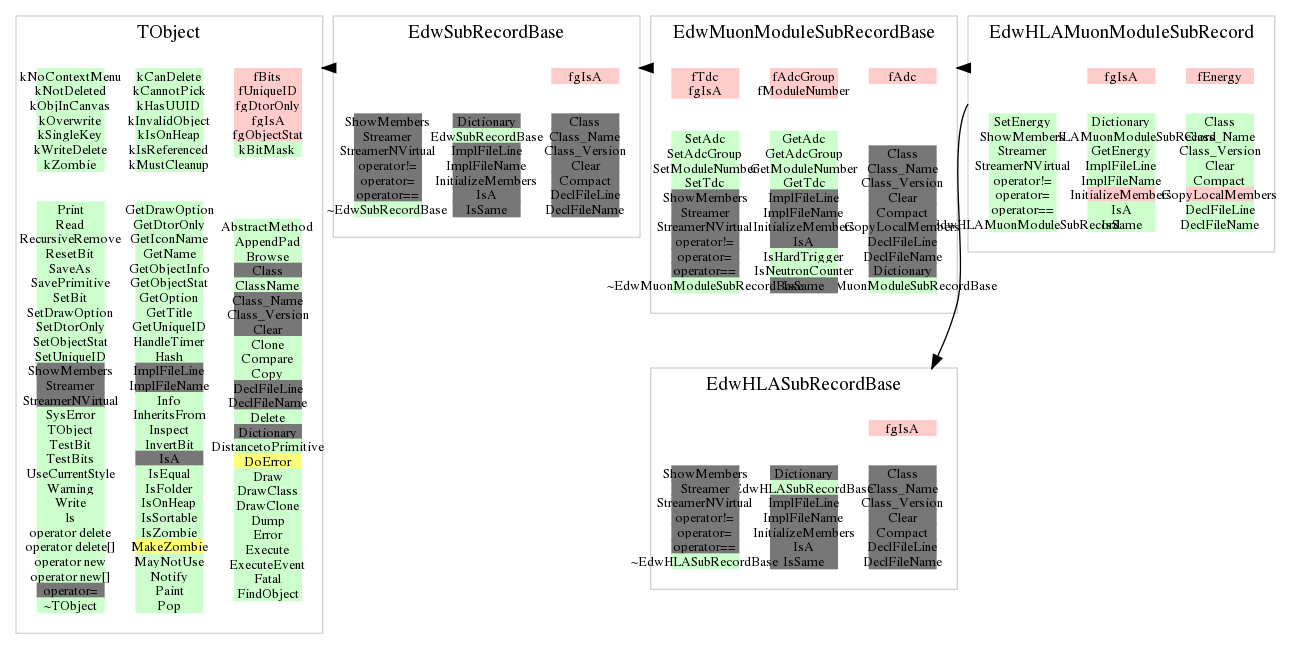 TObject
kNoContextMenu
kNotDeleted
kObjInCanvas
kOverwrite
kSingleKey
kWriteDelete
kZombie
kCanDelete
kCannotPick
kHasUUID
kInvalidObject
kIsOnHeap
kIsReferenced
kMustCleanup
fBits
fUniqueID
fgDtorOnly
fgIsA
fgObjectStat
kBitMask
Print
Read
RecursiveRemove
ResetBit
SaveAs
SavePrimitive
SetBit
SetDrawOption
SetDtorOnly
SetObjectStat
SetUniqueID
ShowMembers
Streamer
StreamerNVirtual
SysError
TObject
TestBit
TestBits
UseCurrentStyle
Warning
Write
ls
operator delete
operator delete[]
operator new
operator new[]
operator=
~TObject
GetDrawOption
GetDtorOnly
GetIconName
GetName
GetObjectInfo
GetObjectStat
GetOption
GetTitle
GetUniqueID
HandleTimer
Hash
ImplFileLine
ImplFileName
Info
InheritsFrom
Inspect
InvertBit
IsA
IsEqual
IsFolder
IsOnHeap
IsSortable
IsZombie
MakeZombie
MayNotUse
Notify
Paint
Pop
AbstractMethod
AppendPad
Browse
Class
ClassName
Class_Name
Class_Version
Clear
Clone
Compare
Copy
DeclFileLine
DeclFileName
Delete
Dictionary
DistancetoPrimitive
DoError
Draw
DrawClass
DrawClone
Dump
Error
Execute
ExecuteEvent
Fatal
FindObject
EdwSubRecordBase
fgIsA
ShowMembers
Streamer
StreamerNVirtual
operator!=
operator=
operator==
~EdwSubRecordBase
Dictionary
EdwSubRecordBase
ImplFileLine
ImplFileName
InitializeMembers
IsA
IsSame
Class
Class_Name
Class_Version
Clear
Compact
DeclFileLine
DeclFileName
EdwMuonModuleSubRecordBase
fTdc
fgIsA
fAdcGroup
fModuleNumber
fAdc
SetAdc
SetAdcGroup
SetModuleNumber
SetTdc
ShowMembers
Streamer
StreamerNVirtual
operator!=
operator=
operator==
~EdwMuonModuleSubRecordBase
GetAdc
GetAdcGroup
GetModuleNumber
GetTdc
ImplFileLine
ImplFileName
InitializeMembers
IsA
IsHardTrigger
IsNeutronCounter
IsSame
Class
Class_Name
Class_Version
Clear
Compact
CopyLocalMembers
DeclFileLine
DeclFileName
Dictionary
MuonModuleSubRecordBase
EdwHLAMuonModuleSubRecord
fgIsA
fEnergy
SetEnergy
ShowMembers
Streamer
StreamerNVirtual
operator!=
operator=
operator==
Dictionary
HLAMuonModuleSubRecord
GetEnergy
ImplFileLine
ImplFileName
InitializeMembers
IsA
IsSame
Class
Class_Name
Class_Version
Clear
Compact
CopyLocalMembers
DeclFileLine
DeclFileName
EdwHLASubRecordBase
fgIsA
ShowMembers
Streamer
StreamerNVirtual
operator!=
operator=
operator==
~EdwHLASubRecordBase
Dictionary
EdwHLASubRecordBase
ImplFileLine
ImplFileName
InitializeMembers
IsA
IsSame
Class
Class_Name
Class_Version
Clear
Compact
DeclFileLine
DeclFileName